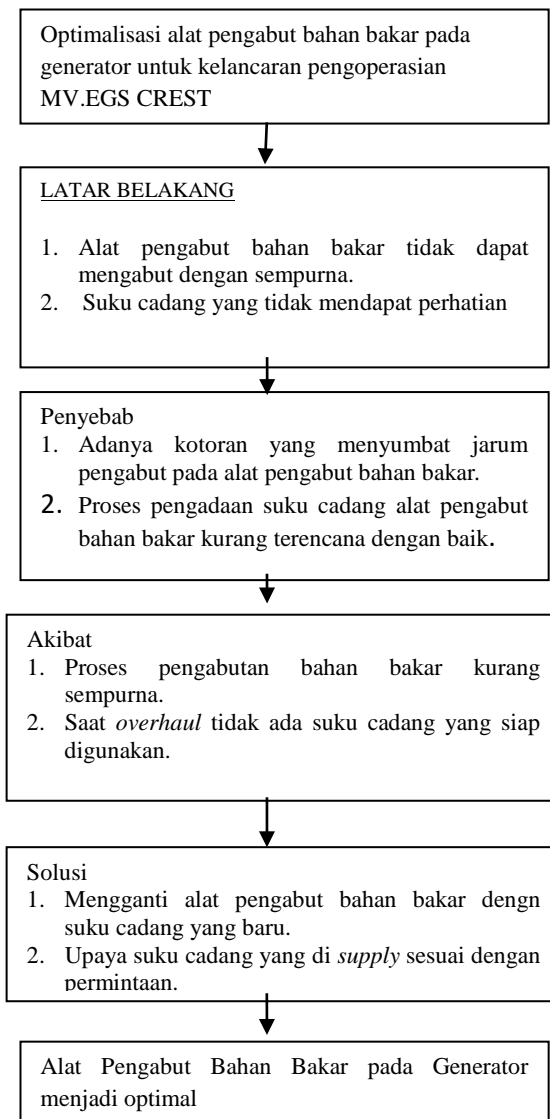 Optimalisasi alat pengabut bahan bakar pada
generator untuk kelancaran pengoperasian
MV.EGS CREST
LATAR BELAKANG
1. Alat pengabut bahan bakar tidak dapat
mengabut dengan sempurna.
2. Suku cadang yang tidak mendapat perhatian
Penyebab
1. Adanya kotoran yang menyumbat jarum
pengabut pada alat pengabut bahan bakar.
2. Proses pengadaan suku cadang alat pengabut
bahan bakar kurang terencana dengan baik.
Akibat
1. Proses pengabutan bahan bakar kurang
sempurna.
2. Saat overhaul tidak ada suku cadang yang siap
digunakan.
Solusi
1. Mengganti alat pengabut bahan bakar dengn
suku cadang yang baru.
2. Upaya suku cadang yang di supply sesuai dengan
permintaan.
Alat Pengabut Bahan Bakar pada Generator
menjadi optimal